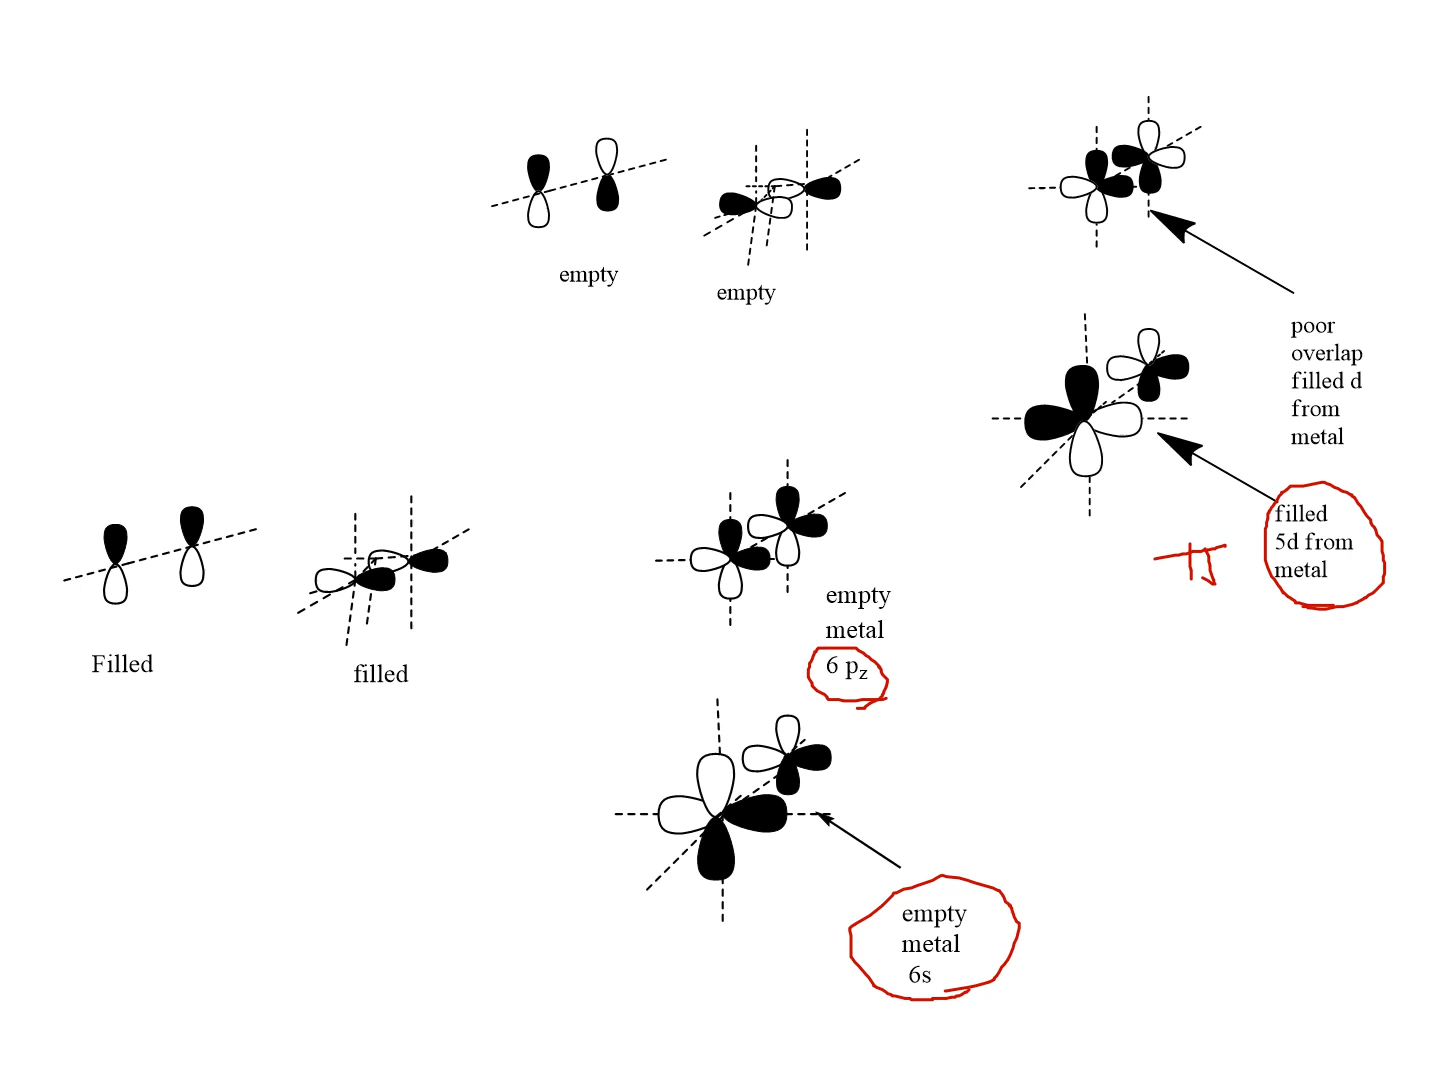 empty
empty
poor
overlap
filled d
from
metal
filled
5d from
metal
Filled
filled
empty
metal
6 pz
empty
metal
6s